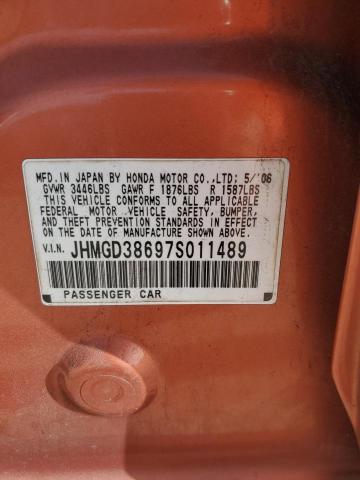 MFD.IN JAPAN BY HONDA MOTOR CO.,LTD; 5/'06
GVWR 3446LBS GAWR F 1876LBS R 1587LBS
THIS VEHICLE CONFORMS TO ALL APPLICABLE
FEDERAL MOTOR VEHICLE SAFETY, BUMPER,
AND THEFT PREVENTION STANDARDS IN EFFECT
ON THE DATE OF MANUFACTURE SHOWN ABOVE.
V.I.N. JHMGD38697S011489
PASSENGER CAR